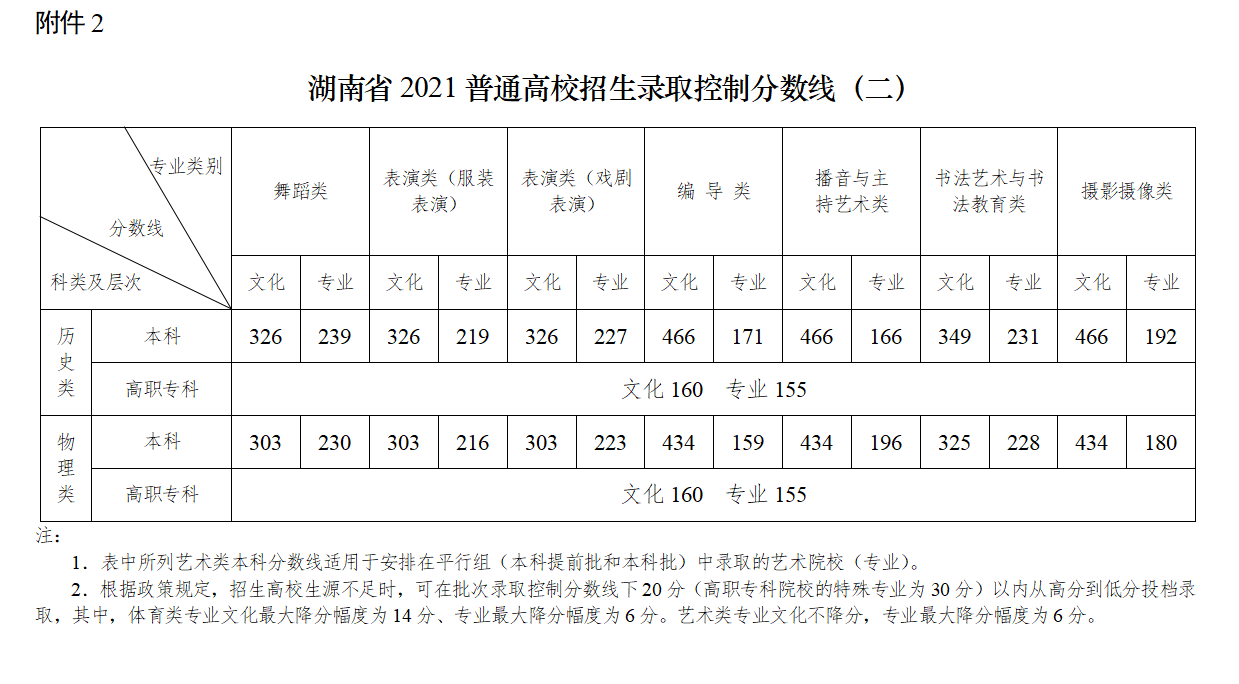 附件 2
湖南省 2021 普通高校招生录取控制分数线（二）
专业类别
分数线
科类及层次
舞蹈类
表演类（服装
表演）
表演类（戏剧
表演）
编 导 类
播音与主
持艺术类
书法艺术与书
法教育类
摄影摄像类
文化 专业 文化 专业 文化 专业 文化 专业 文化 专业 文化 专业 文化 专业
历史类
本科 326 239 326 219 326 227 466 171 466 166 349 231 466 192
高职专科 文化 160 专业 155
物理类
本科 303 230 303 216 303 223 434 159 434 196 325 228 434 180
高职专科 文化 160 专业 155
注：
1．表中所列艺术类本科分数线适用于安排在平行组（本科提前批和本科批）中录取的艺术院校（专业）。
2．根据政策规定，招生高校生源不足时，可在批次录取控制分数线下 20 分（高职专科院校的特殊专业为 30 分）以内从高分到低分投档录
取，其中，体育类专业文化最大降分幅度为 14 分、专业最大降分幅度为 6 分。艺术类专业文化不降分，专业最大降分幅度为 6 分。